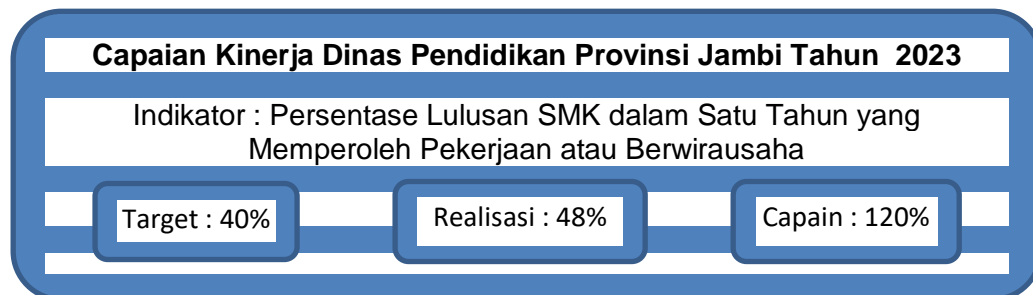 Capaian Kinerja Dinas Pendidikan Provinsi Jambi Tahun 2023
Indikator : Persentase Lulusan SMK dalam Satu Tahun yang
Memperoleh Pekerjaan atau Berwirausaha
Target : 40%
Realisasi : 48%
Capain : 120%